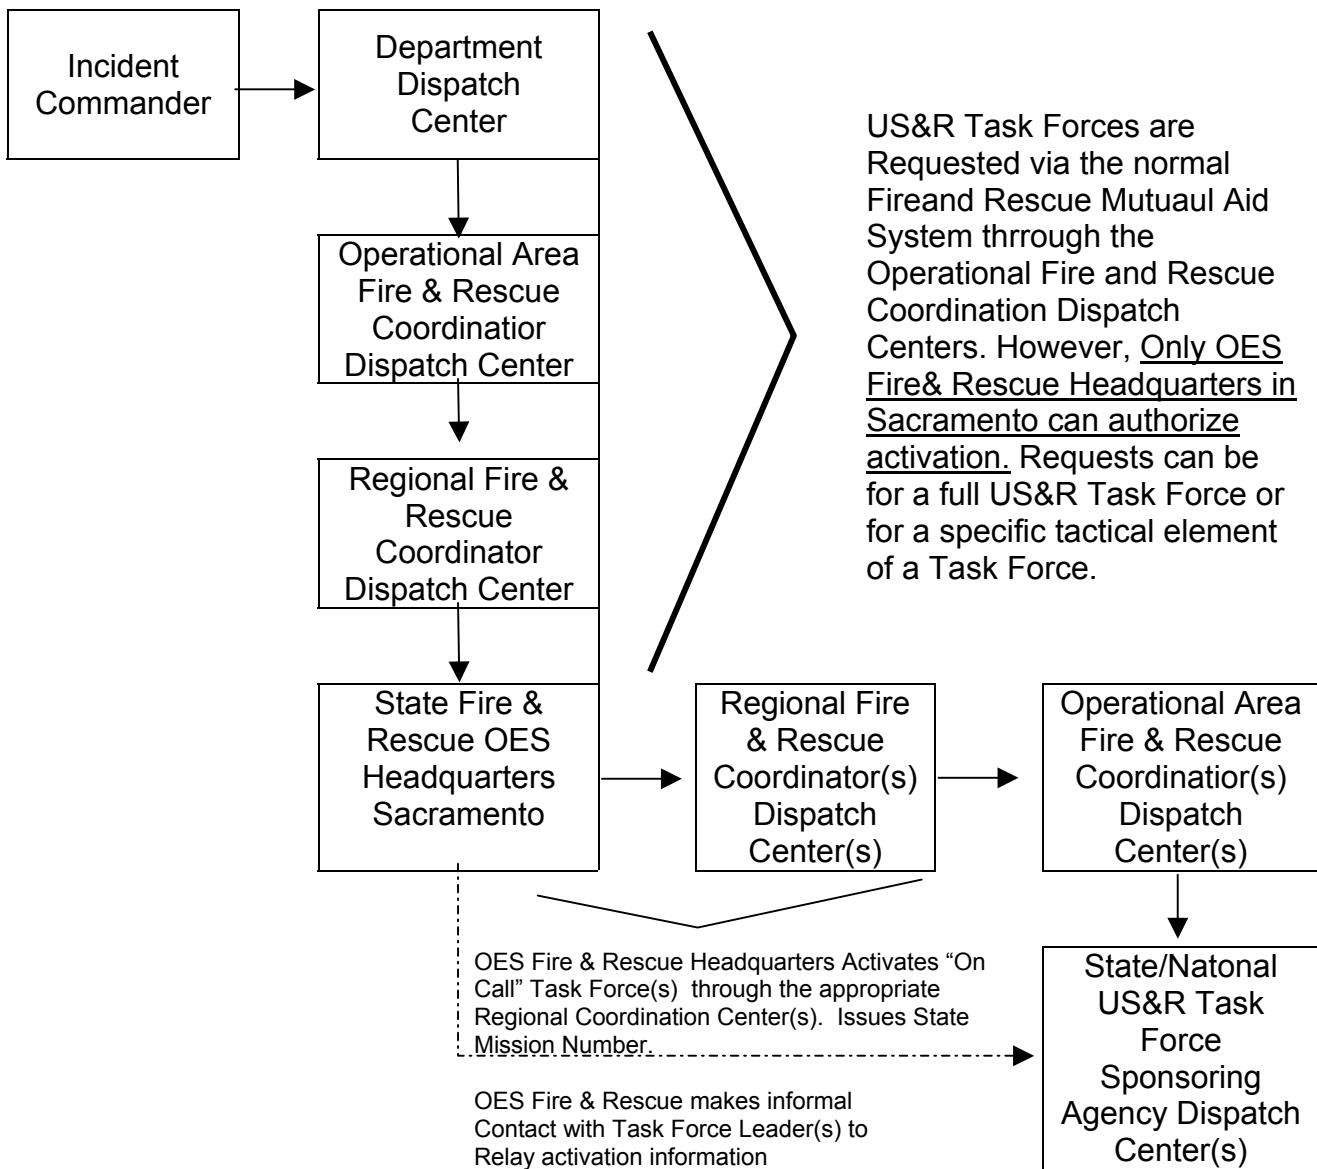 Incident
Commander
Department
Dispatch
Center
Operational Area
Fire & Rescue
Coordinatior
Dispatch Center
Regional Fire &
Rescue
Coordinator
Dispatch Center
State Fire &
Rescue OES
Headquarters
Sacramento
US&R Task Forces are
Requested via the normal
Fireand Rescue Mutuaul Aid
System thrrough the
Operational Fire and Rescue
Coordination Dispatch
Centers. However, Only OES
Fire& Rescue Headquarters in
Sacramento can authorize
activation. Requests can be
for a full US&R Task Force or
for a specific tactical element
of a Task Force.
Regional Fire
& Rescue
Coordinator(s)
Dispatch
Center(s)
Operational Area
Fire & Rescue
Coordinatior(s)
Dispatch
Center(s)
OES Fire & Rescue Headquarters Activates “On
Call” Task Force(s) through the appropriate
Regional Coordination Center(s). Issues State
Mission Number.
OES Fire & Rescue makes informal
Contact with Task Force Leader(s) to
Relay activation information
State/Natonal
US&R Task
Force
Sponsoring
Agency Dispatch
Center(s)